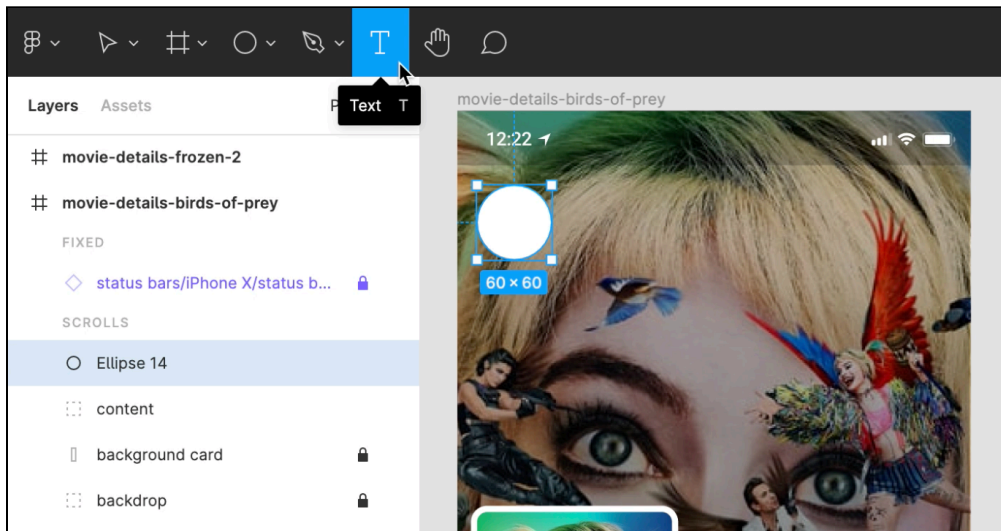 T
Layers Assets P
Text T
movie-details-birds-of-prey
12:22
movie-details-frozen-2
movie-details-birds-of-prey
FIXED
status bars/iPhone X/status b...
60 × 60
SCROLLS
Ellipse 14
content
background card
backdrop